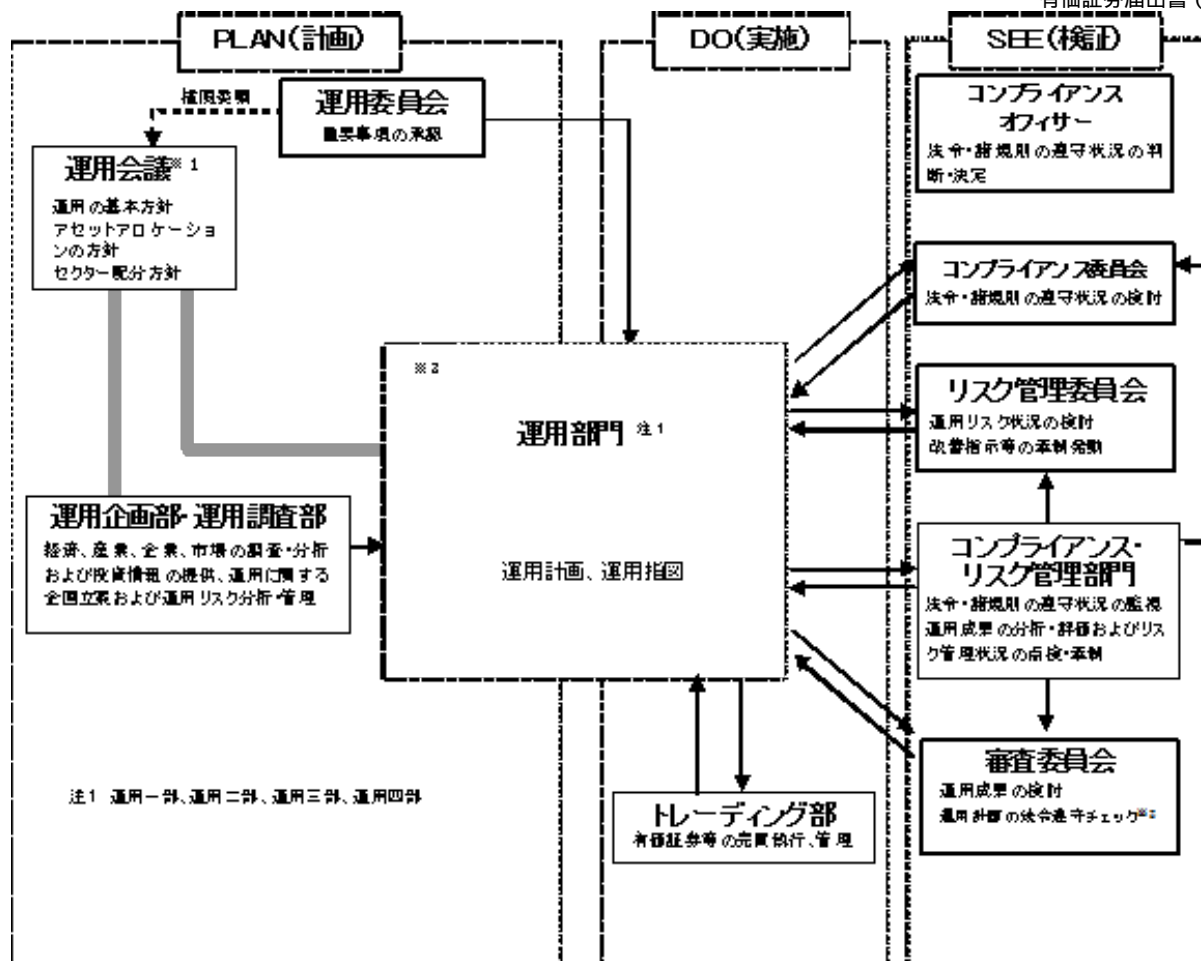 有価証券届出書(
PLAN(計画)
DO(実施)
SEE(検証)
権限委譲
運用委員会
重要事項の承認
運用会議※1
運用の基本方針
アセットアロケーショ
ンの方針
セクター配分方針
コンプライアンス
オフィサー
法令・諸規則の遵守状況の判
断・決定
コンプライアンス委員会
法令・諸規則の遵守状況の検討
※2
運用部門 注1
運用計画、運用指図
リスク管理委員会
運用リスク状況の検討
改善指示等の牽制発動
運用企画部・運用調査部
経済、産業、企業、市場の調査・分析
および投資情報の提供、運用に関する
企画立案および運用リスク分析・管理
コンプライアンス・
リスク管理部門
法令・諸規則の遵守状況の監視
運用成果の分析・評価およびリス
ク管理状況の点検・牽制
注1 運用一部、運用二部、運用三部、運用四部
トレーディング部
有価証券等の売買執行、管理
審査委員会
運用成果の検討
運用計画の法令遵守チェック